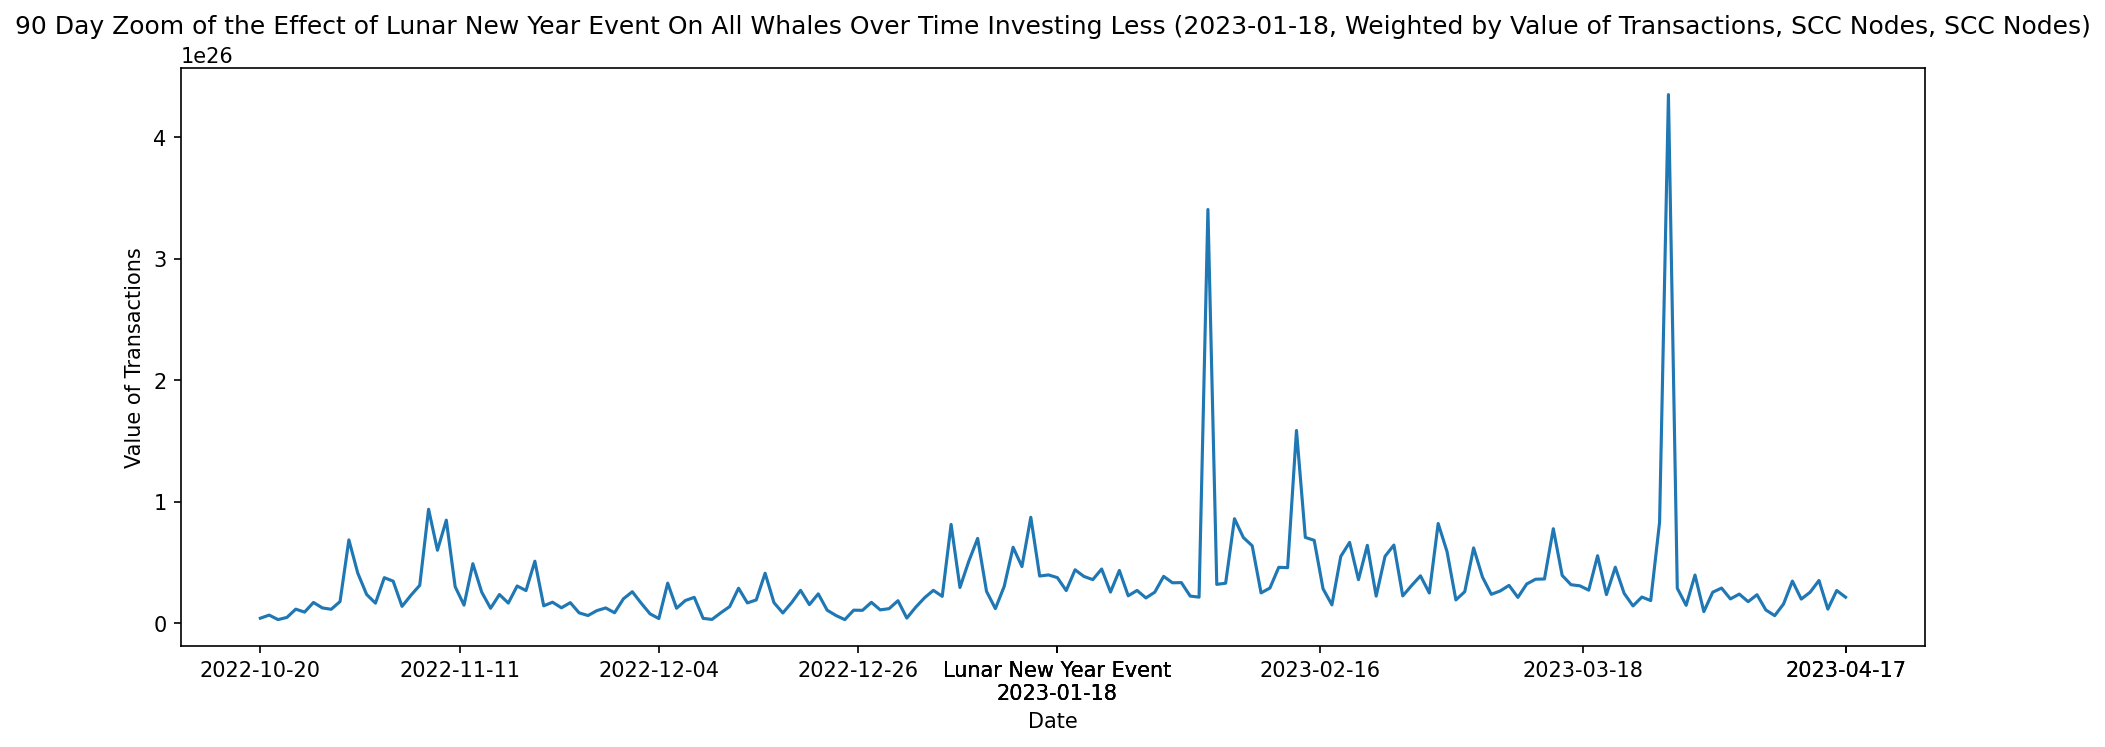 90 Day Zoom of the Effect of Lunar New Year Event On All Whales Over Time Investing Less (2023-01-18, Weighted by Value of Transactions, SCC Nodes, SCC Nodes)
1e26
4
3
2
1
0
Value of Transactions
2022-10-20 2022-11-11 2022-12-04 2022-12-26 Lunar New Year Event 2023-02-16 2023-03-18 2023-04-17
2023-01-18
Date